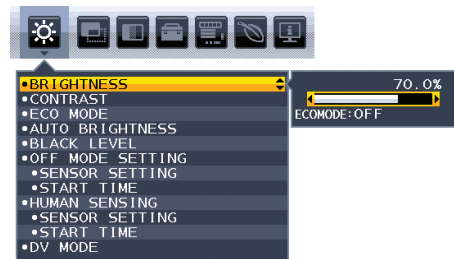 BRIGHTNESS
CONTRAST
ECO MODE
AUTO BRIGHTNESS
BLACK LEVEL
OFF MODE SETTING
SENSOR SETTING
START TIME
HUMAN SENSING
SENSOR SETTING
START TIME
DV MODE
70.0%
ECOMODE:OFF